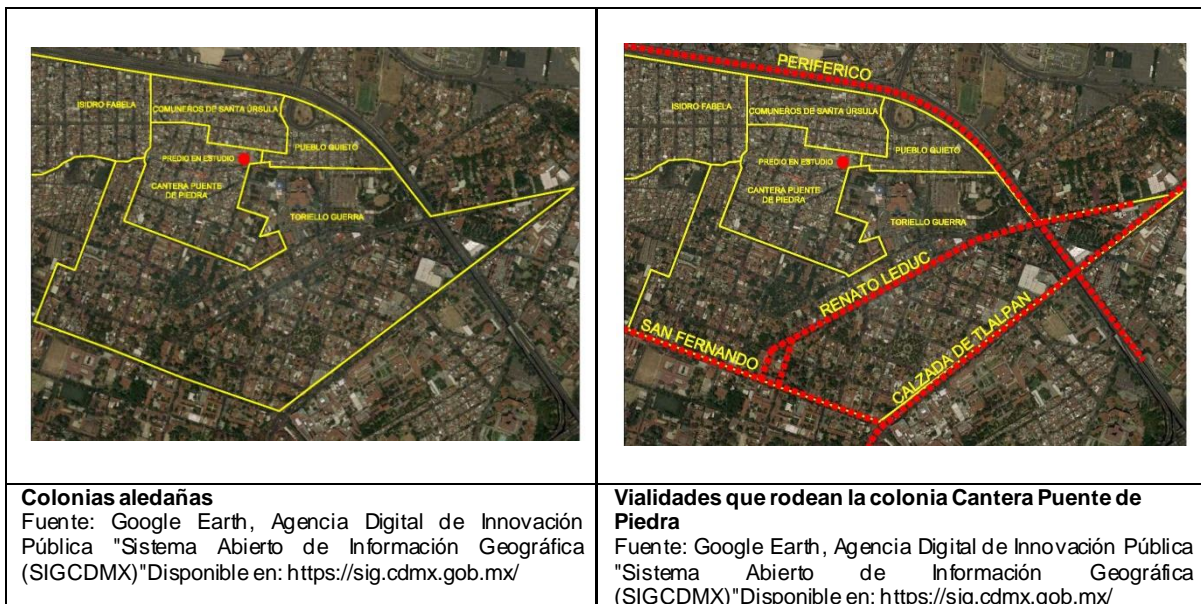 ISIDRO FABELA
COMUNEROS DE SANTA ÚRSULA
PUEBLO QUIETO
PREDIO EN ESTUDIO
CANTERA PUENTE
DE PIEDRA
TORIELLO GUERRA
PERIFERICO
ISIDRO FABELA
COMUNEROS DE SANTA ÚRSULA
PUEBLO QUIETO
PREDIO EN ESTUDIO
CANTERA PUENTE
DE PIEDRA
TORIELLO GUERRA
RENATO LEDUC
SAN FERNANDO
CALZADA DE TLALPAN
Colonias aledañas
Fuente: Google Earth, Agencia Digital de Innovación
Pública "Sistema Abierto de Información Geográfica
(SIGCDMX)"Disponible en: https://sig.cdmx.gob.mx/
Vialidades que rodean la colonia Cantera Puente de
Piedra
Fuente: Google Earth, Agencia Digital de Innovación Pública
"Sistema Abierto de Información Geográfica
(SIGCDMX)"Disponible en: https://sig.cdmx.gob.mx/